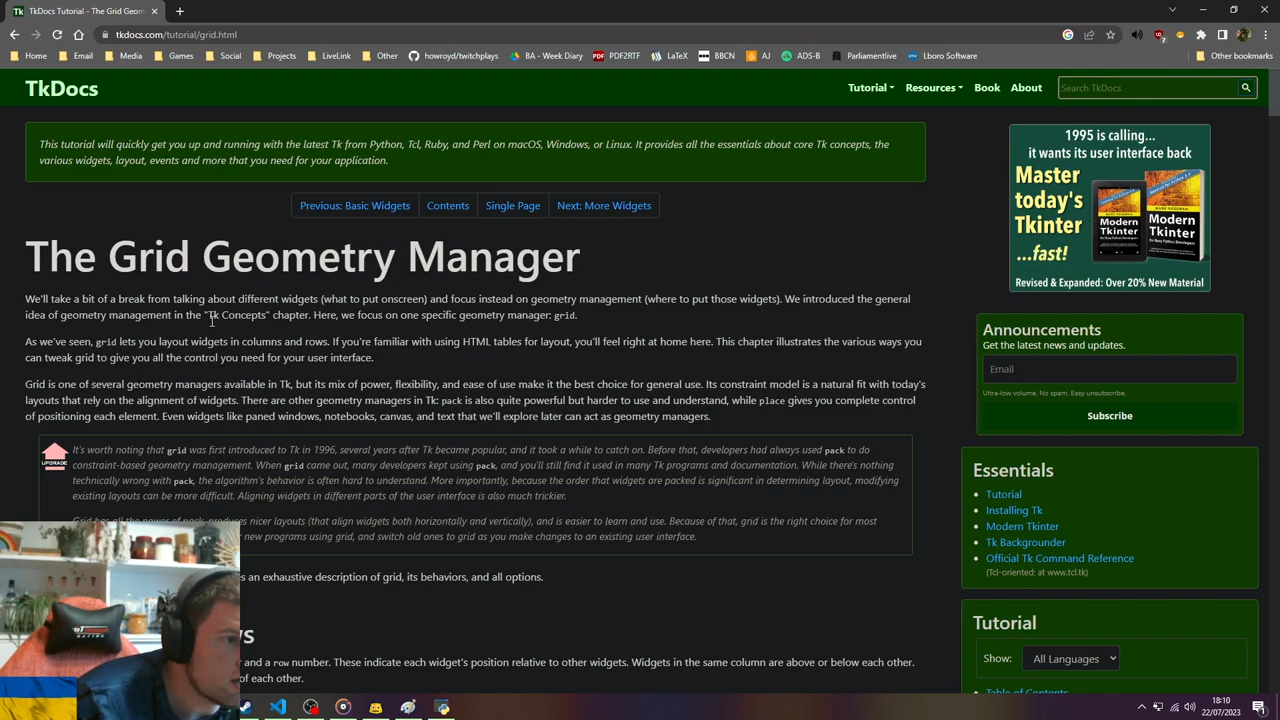 Tk TkDocs Tutorial - The Grid Geo
tkdocs.com/tutorial/grid.html
Home Email Social Projects LiveLink Other howroyd/twitchplays BA - Week Diary PDF PDF2RTF LaTeX BBCN AJ ADS-B Parliamentlive Lboro Software Other bookmarks
TkDocs
Tutorial Resources Book About Search TkDocs
This tutorial will quickly get you up and running with the latest Tk from Python, Tcl, Ruby, and Perl on macOS, Windows, or Linux. It provides all the essentials about core Tk concepts, the
various widgets, layout, events and more that you need for your application.
Previous: Basic Widgets Contents Single Page Next: More Widgets
The Grid Geometry Manager
We'll take a bit of a break from talking about different widgets (what to put onscreen) and focus instead on geometry management (where to put those widgets). We introduced the general
idea of geometry management in the "Tk Concepts" chapter. Here, we focus on one specific geometry manager: grid.
As we've seen, grid lets you layout widgets in columns and rows. If you're familiar with using HTML tables for layout, you'll feel right at home here. This chapter illustrates the various ways you
can tweak grid to give you all the control you need for your user interface.
Grid is one of several geometry managers available in Tk, but its mix of power, flexibility, and ease of use make it the best choice for general use. Its constraint model is a natural fit with today's
layouts that rely on the alignment of widgets. There are other geometry managers in Tk: pack is also quite powerful but harder to use and understand, while place gives you complete control
of positioning each element. Even widgets like paned windows, notebooks, canvas, and text that we'll explore later can act as geometry managers.
UPGRADE
It's worth noting that grid was first introduced to Tk in 1996, several years after Tk became popular, and it took a while to catch on. Before that, developers had always used pack to do
constraint-based geometry management. When grid came out, many developers kept using pack, and you'll still find it used in many Tk programs and documentation. While there's nothing
technically wrong with pack, the algorithm's behavior is often hard to understand. More importantly, because the order that widgets are packed is significant in determining layout, modifying
existing layouts can be more difficult. Aligning widgets in different parts of the user interface is also much trickier.
Grid has all the power of pack, produces nicer layouts (that align widgets both horizontally and vertically), and is easier to learn and use. Because of that, grid is the right choice for most
new programs using grid, and switch old ones to grid as you make changes to an existing user interface.
s an exhaustive description of grid, its behaviors, and all options.
ws
r and a row number. These indicate each widget's position relative to other widgets. Widgets in the same column are above or below each other.
of each other.
1995 is calling...
it wants its user interface back
Master
today's
Tkinter
...fast!
Modern
Tkinter
Modern
Tkinter
Revised & Expanded: Over 20% New Material
Announcements
Get the latest news and updates.
Email
Ultra-low volume. No spam. Easy unsubscribe.
Subscribe
Essentials
Tutorial
Installing Tk
Modern Tkinter
Tk Backgrounder
Official Tk Command Reference
(Tcl-oriented; at www.tcl.tk)
Tutorial
Show: All Languages
Table of Contents
18:10
22/07/2023